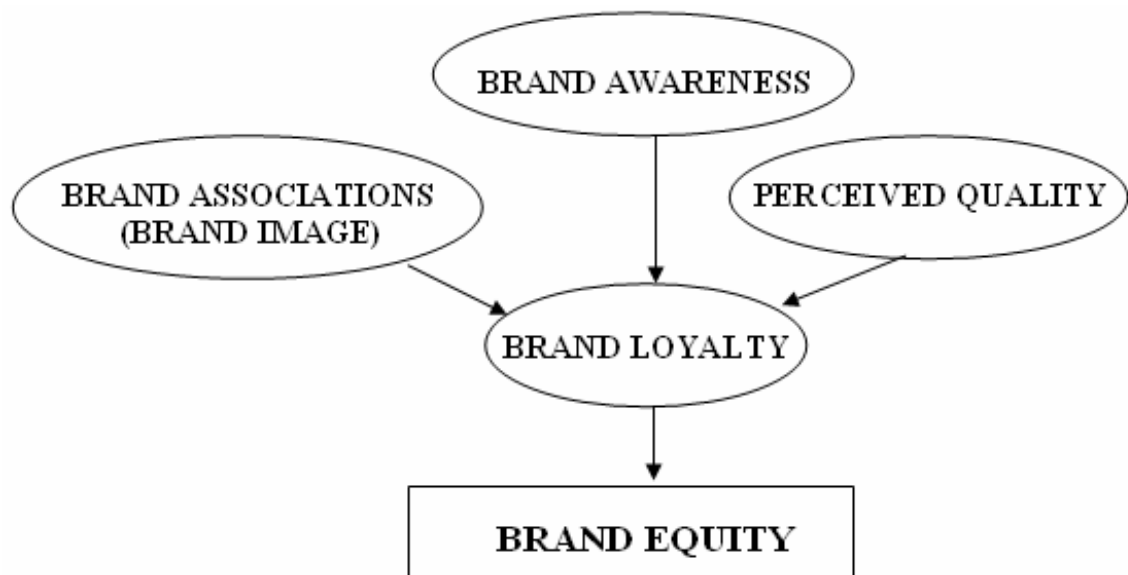 BRAND AWARENESS
BRAND ASSOCIATIONS
(BRAND IMAGE)
PERCEIVED QUALITY
BRAND LOYALTY
BRAND EQUITY